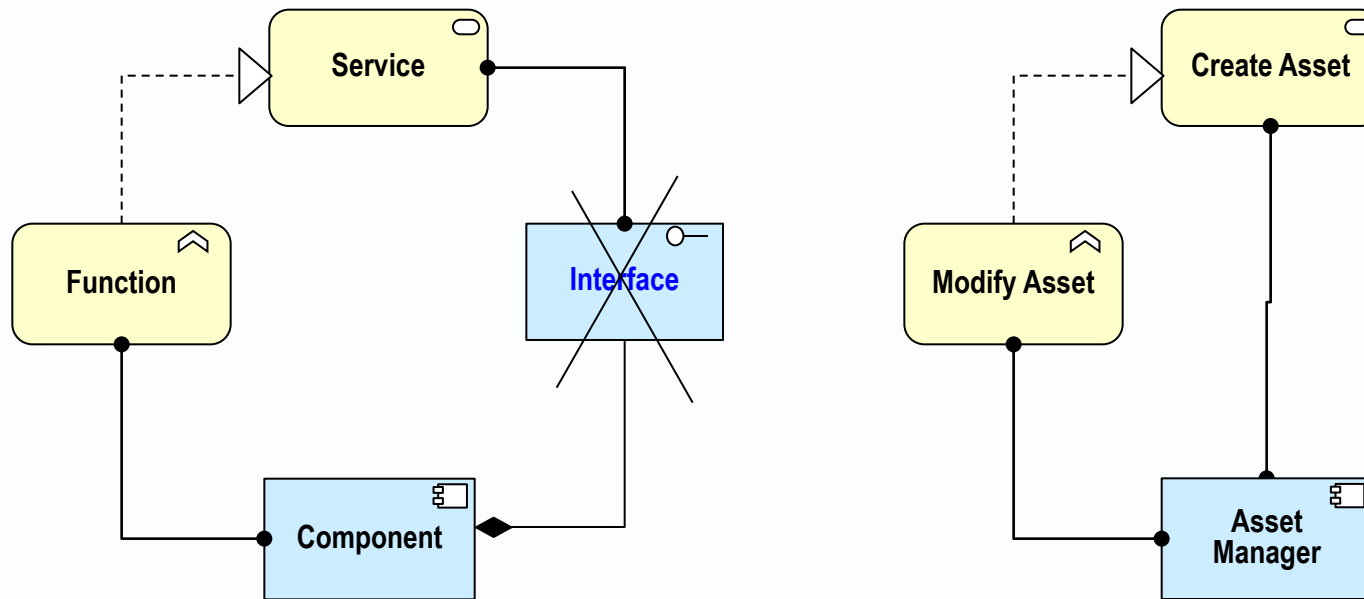 Service
Create Asset
Function
Interface
Modify Asset
Component
Asset
Manager